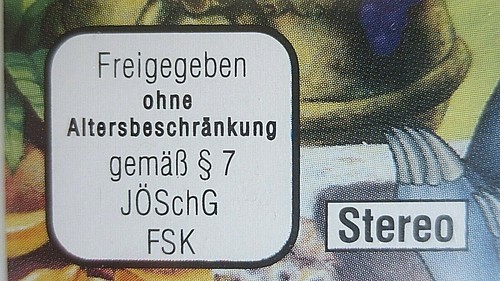 Freigegeben
ohne
Altersbeschränkung
gemäß § 7
JÖSchG
FSK
Stereo